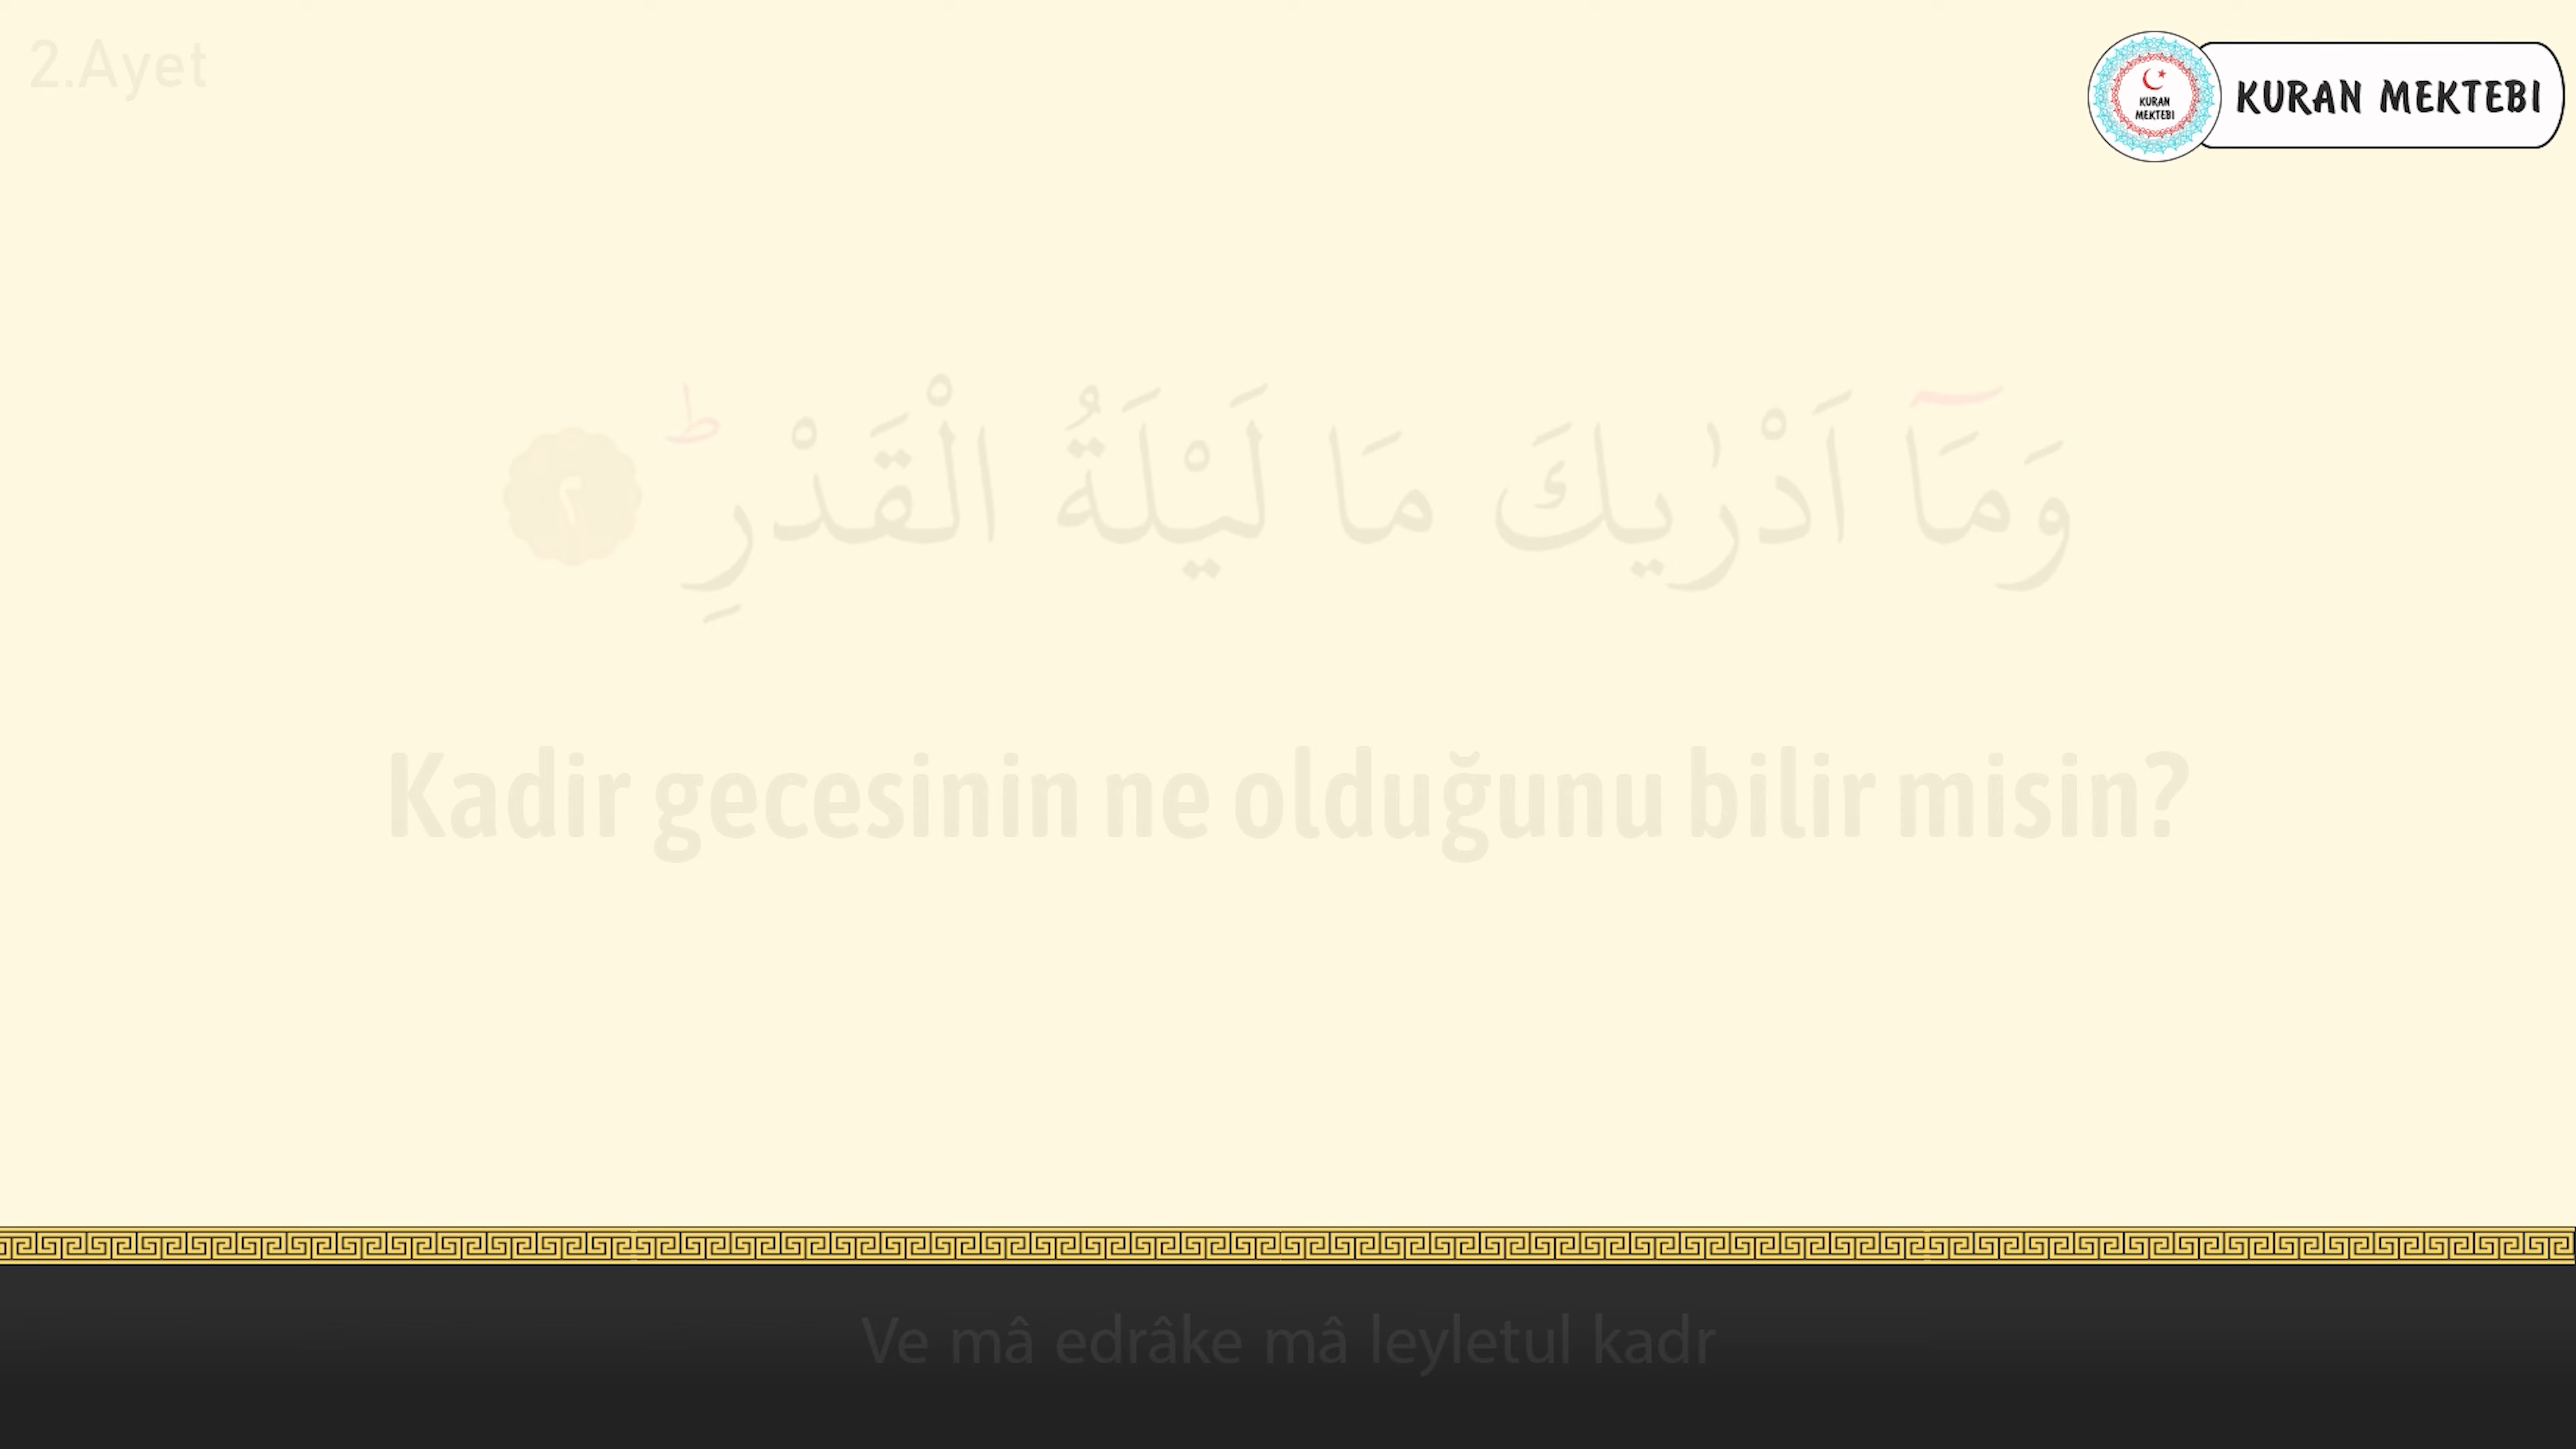 2.Ayet
KURAN
MEKTEBI
KURAN MEKTEBI
وَمَٓا اَدْرٰيكَ مَا لَيْلَةُ الْقَدْرِۜ ٢
Kadir gecesinin ne olduğunu bilir misin?
Ve mâ edrâke mâ leyletul kadr